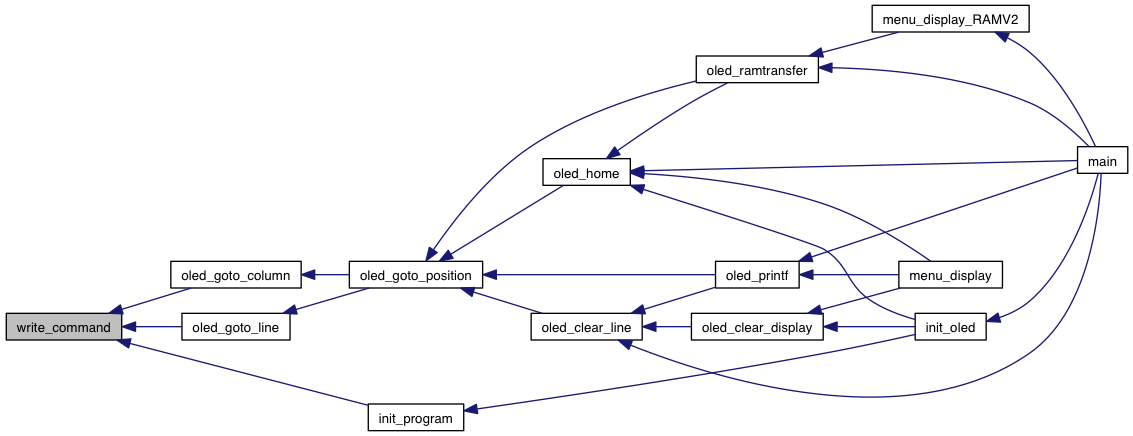 menu_display_RAMV2
oled_ramtransfer
main
oled_home
oled_goto_column
oled_goto_position
oled_printf
menu_display
write_command
oled_goto_line
oled_clear_line
oled_clear_display
init_oled
init_program